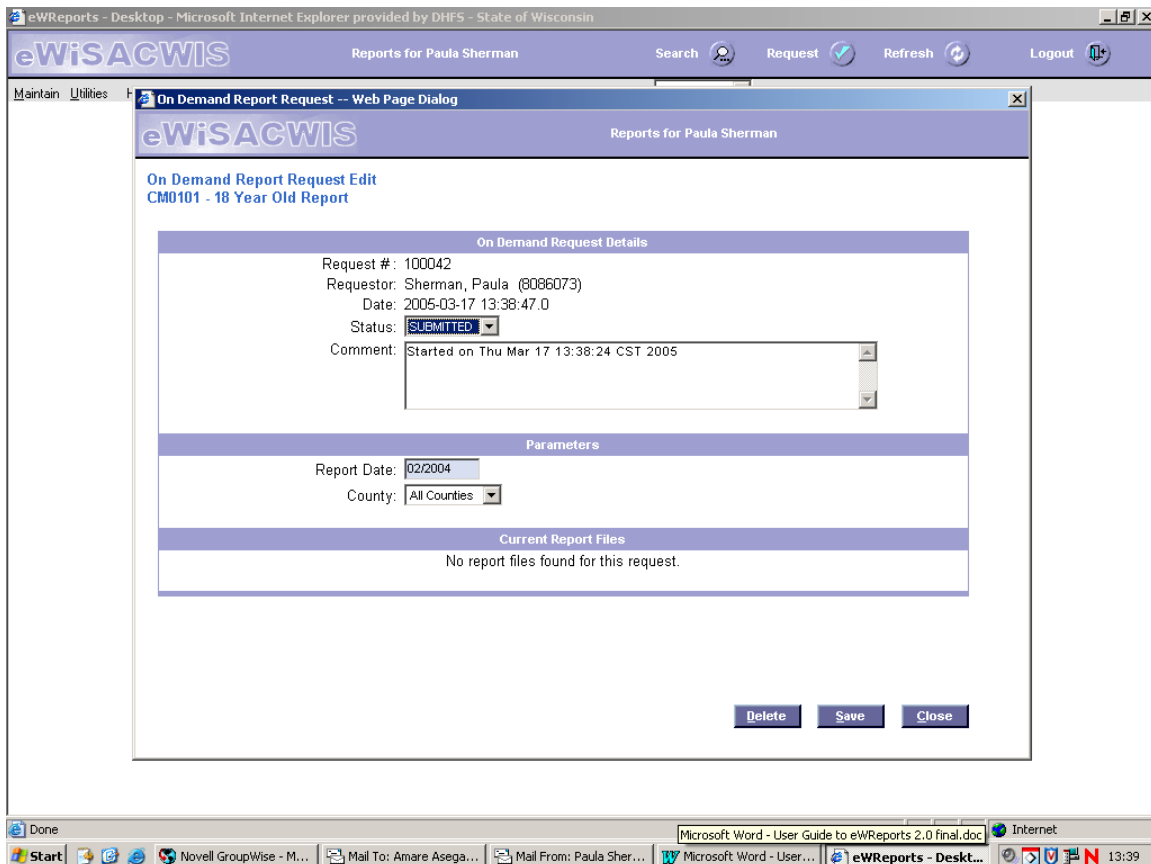 eWReports - Desktop - Microsoft Internet Explorer provided by DHFS - State of Wisconsin
eWiSACWIS Reports for Paula Sherman Search Request Refresh Logout
Maintain Utilities H
On Demand Report Request -- Web Page Dialog
eWiSACWIS Reports for Paula Sherman
On Demand Report Request Edit
CM0101 - 18 Year Old Report
On Demand Request Details
Request #: 100042
Requestor: Sherman, Paula (8086073)
Date: 2005-03-17 13:38:47.0
Status: SUBMITTED
Comment: Started on Thu Mar 17 13:38:24 CST 2005
Parameters
Report Date: 02/2004
County: All Counties
Current Report Files
No report files found for this request.
Delete Save Close
Done Internet
Microsoft Word - User Guide to eWReports 2.0 final.doc
Start Novell GroupWise - M... Mail To: Amare Asega... Mail From: Paula Sher... Microsoft Word - User... eWReports - Deskt... 13:39